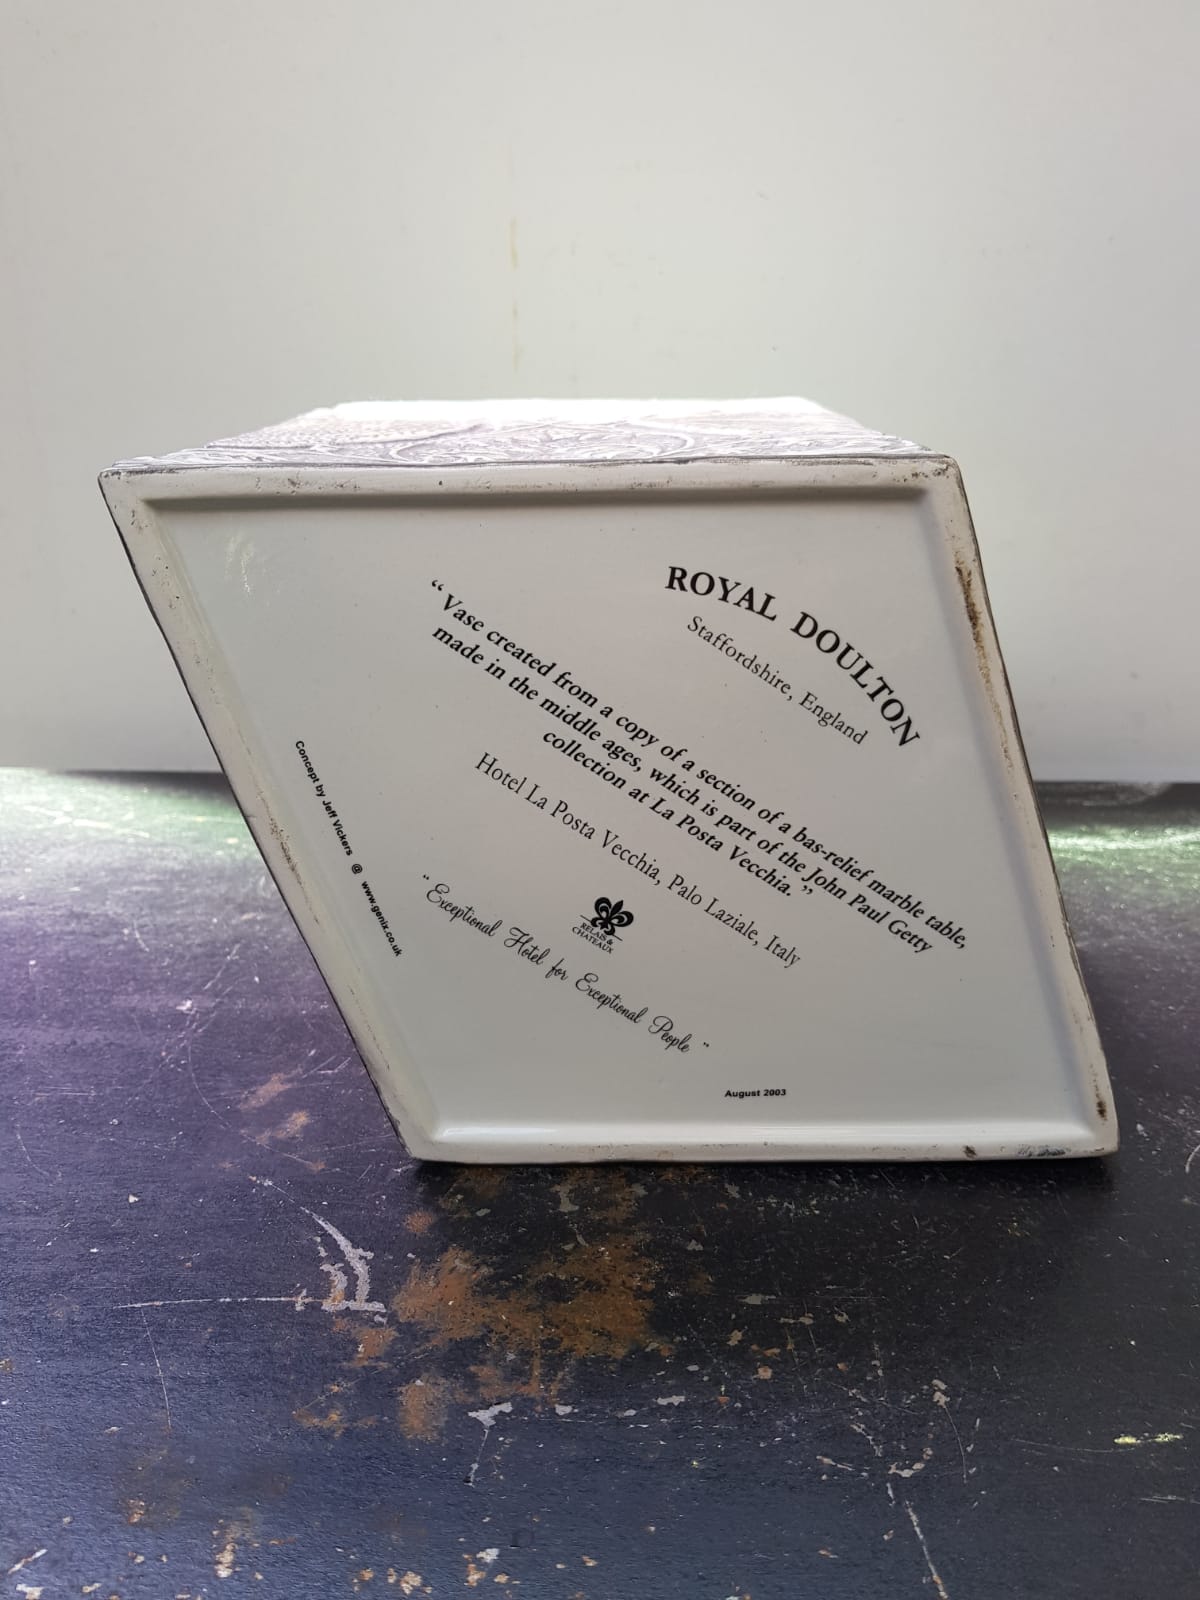 ROYAL DOULTON
Staffordshire, England
“Vase created from a copy of a section of a bas-relief marble table,
made in the middle ages, which is part of the John Paul Getty
collection at La Posta Vecchia.”
Hotel La Posta Vecchia, Palo Laziale, Italy
RELAIS &
CHATEAUX
“Exceptional Hotel for Exceptional People”
Concept by Jeff Vickers @ www.genix.co.uk
August 2003